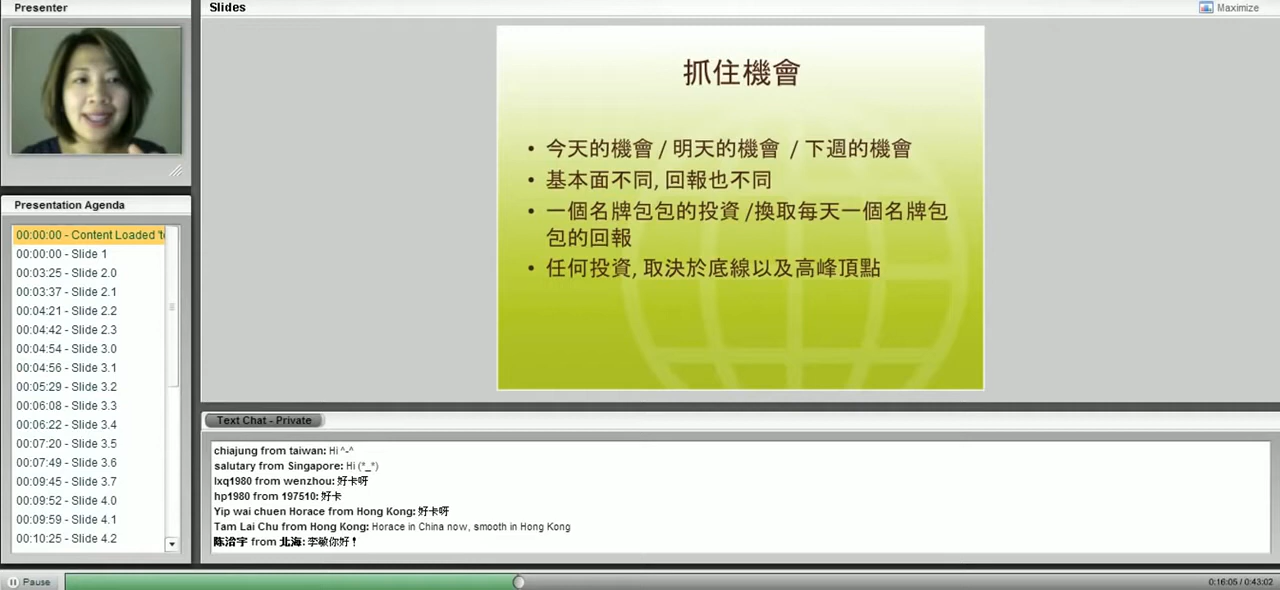 Presenter
Slides
Maximize
抓住機會
• 今天的機會 / 明天的機會 / 下週的機會
• 基本面不同, 回報也不同
• 一個名牌包包的投資 /換取每天一個名牌包
包的回報
• 任何投資, 取決於底線以及高峰頂點
Presentation Agenda
00:00:00 - Content Loaded 'te
00:00:00 - Slide 1
00:03:25 - Slide 2.0
00:03:37 - Slide 2.1
00:04:21 - Slide 2.2
00:04:42 - Slide 2.3
00:04:54 - Slide 3.0
00:04:56 - Slide 3.1
00:05:29 - Slide 3.2
00:06:08 - Slide 3.3
00:06:22 - Slide 3.4
00:07:20 - Slide 3.5
00:07:49 - Slide 3.6
00:09:45 - Slide 3.7
00:09:52 - Slide 4.0
00:09:59 - Slide 4.1
00:10:25 - Slide 4.2
Text Chat - Private
chiajung from taiwan: Hi ^-^
salutary from Singapore: Hi (*_*)
lxq1980 from wenzhou: 好卡呀
hp1980 from 197510: 好卡
Yip wai chuen Horace from Hong Kong: 好卡呀
Tam Lai Chu from Hong Kong: Horace in China now, smooth in Hong Kong
陈洽宇 from 北海: 李敏你好！
Pause
0:16:05 / 0:43:02